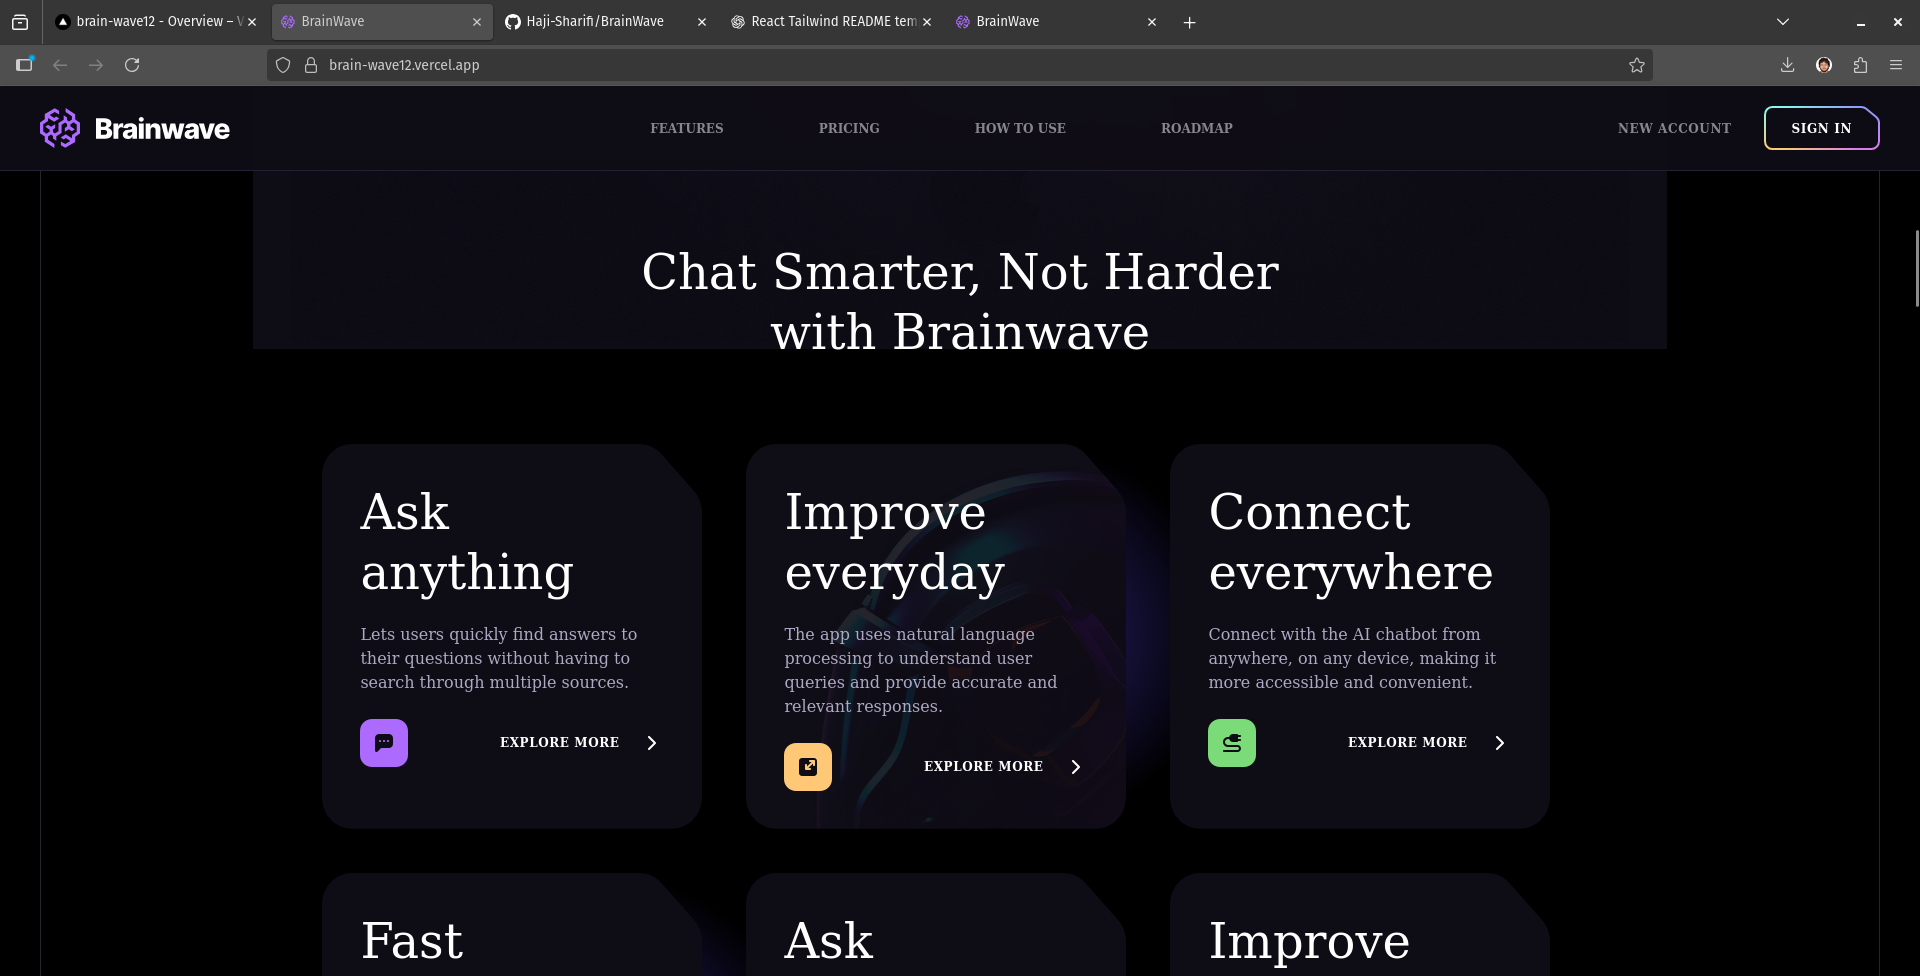 brain-wave12 - Overview – V
BrainWave
Haji-Sharifi/BrainWave
React Tailwind README tem
BrainWave
brain-wave12.vercel.app
Brainwave
FEATURES
PRICING
HOW TO USE
ROADMAP
NEW ACCOUNT
SIGN IN
Chat Smarter, Not Harder
with Brainwave
Ask
anything
Lets users quickly find answers to
their questions without having to
search through multiple sources.
EXPLORE MORE
Improve
everyday
The app uses natural language
processing to understand user
queries and provide accurate and
relevant responses.
EXPLORE MORE
Connect
everywhere
Connect with the AI chatbot from
anywhere, on any device, making it
more accessible and convenient.
EXPLORE MORE
Fast
Ask
Improve